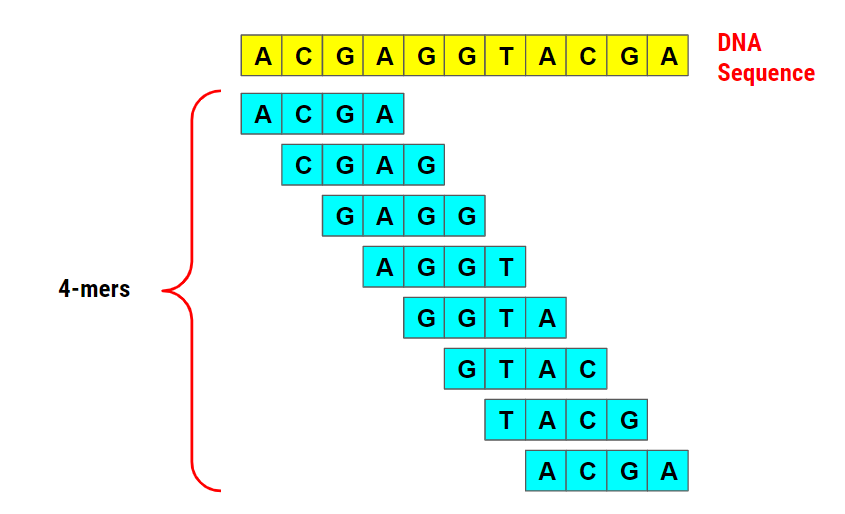 A C G A G G T A C G A
DNA
Sequence
A C G A
C G A G
G A G G
A G G T
G G T A
4-mers
G T A C
T A C G
A C G A